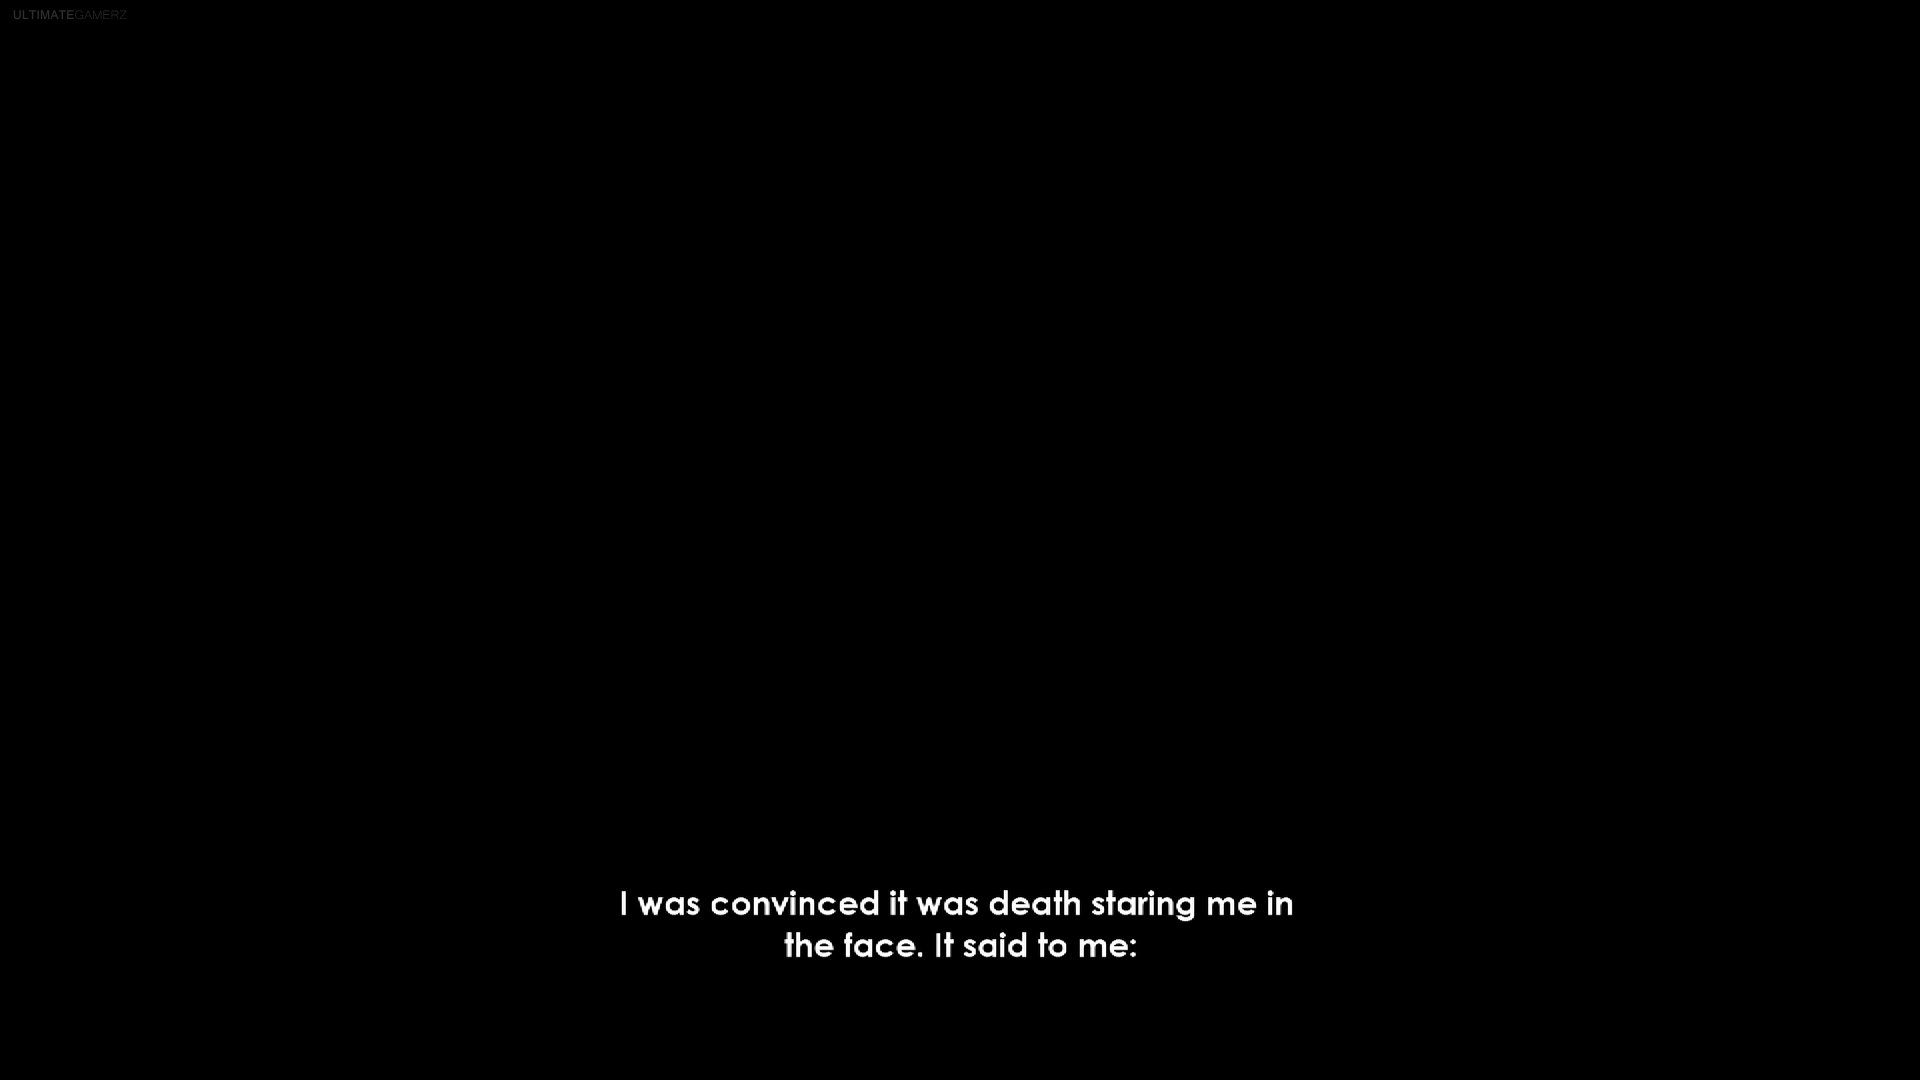 ULTIMATEGAMERZ
I was convinced it was death staring me in
the face. It said to me: